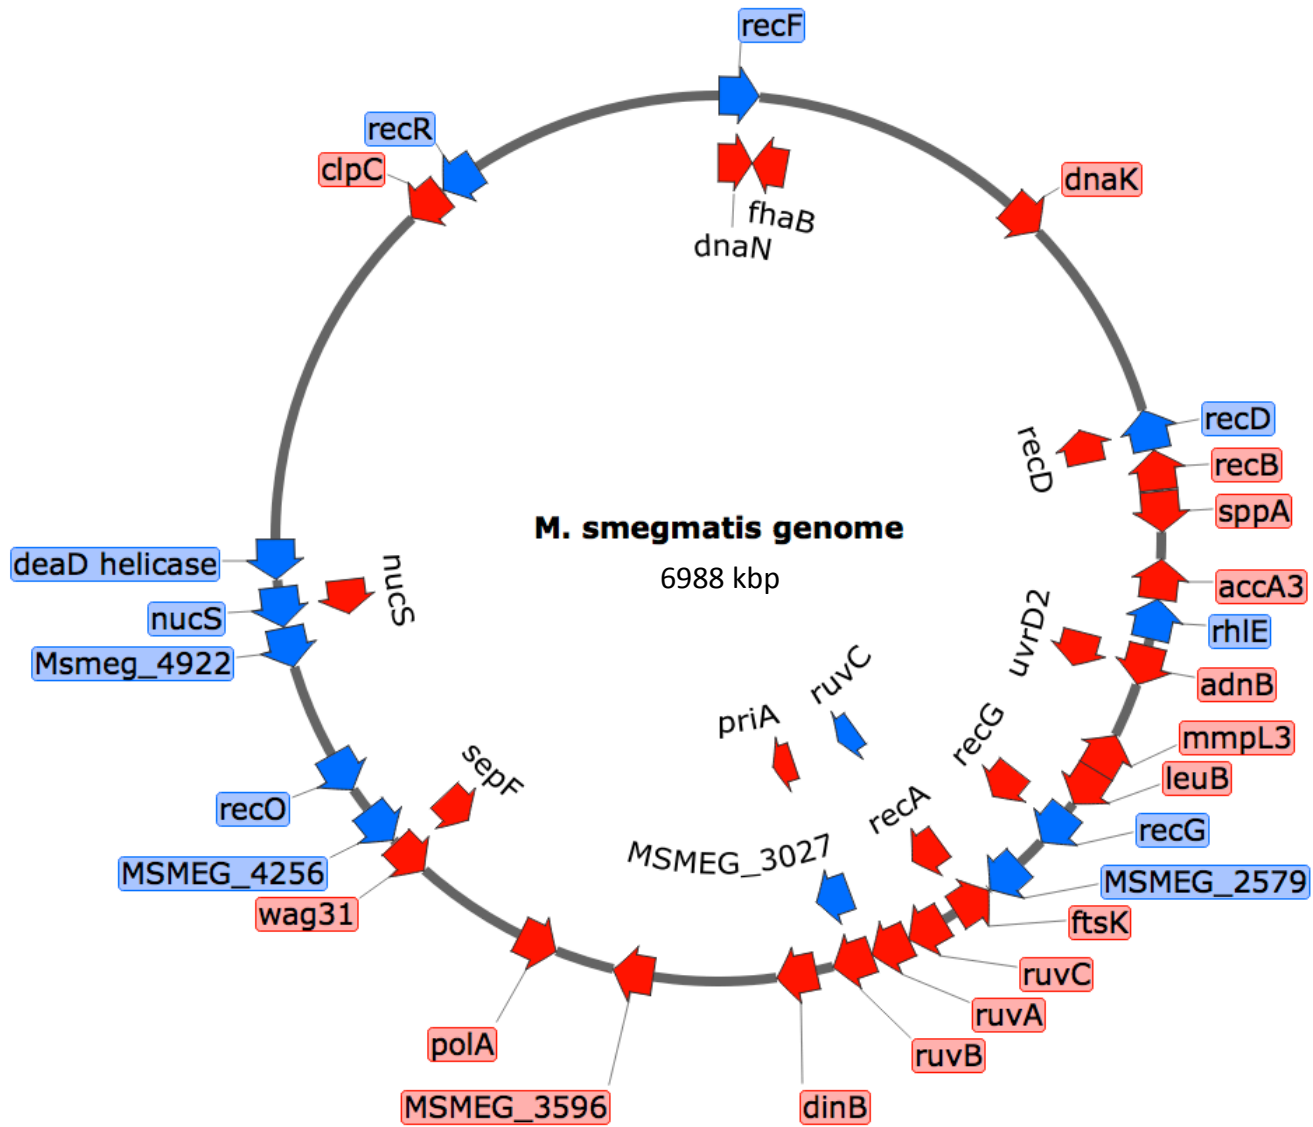 recF
recR
clpC
dnaK
fhaB
dnaN
recD
recD
recB
sppA
M. smegmatis genome
6988 kbp
deaD helicase
nucS
accA3
nucS
uvrD2
rhlE
Msmeg_4922
adnB
ruvC
priA
recG
mmpL3
sepF
leuB
recO
recA
recG
MSMEG_3027
MSMEG_4256
MSMEG_2579
wag31
ftsK
ruvC
ruvA
polA
ruvB
MSMEG_3596
dinB